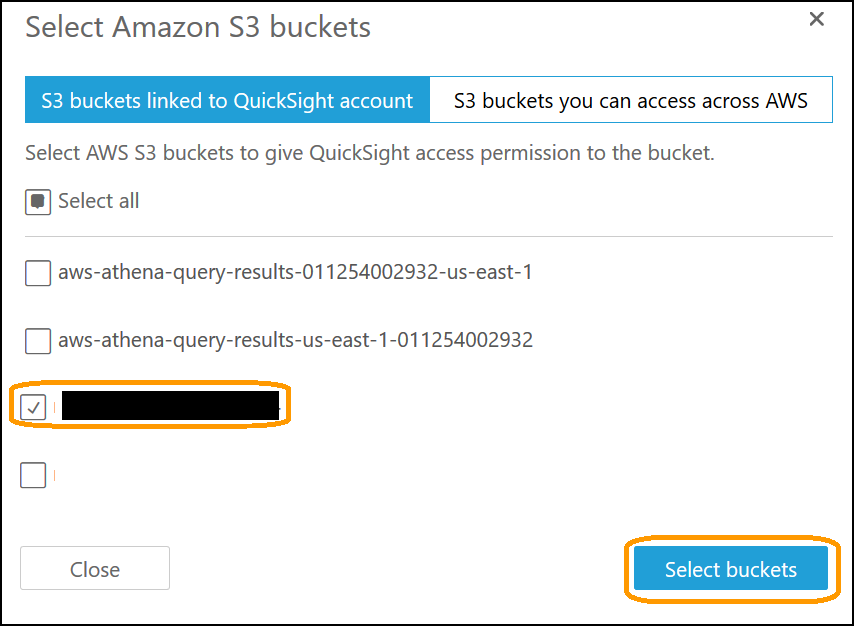 Select Amazon S3 buckets
S3 buckets linked to QuickSight account
S3 buckets you can access across AWS
Select AWS S3 buckets to give QuickSight access permission to the bucket.
Select all
aws-athena-query-results-011254002932-us-east-1
aws-athena-query-results-us-east-1-011254002932
Close
Select buckets